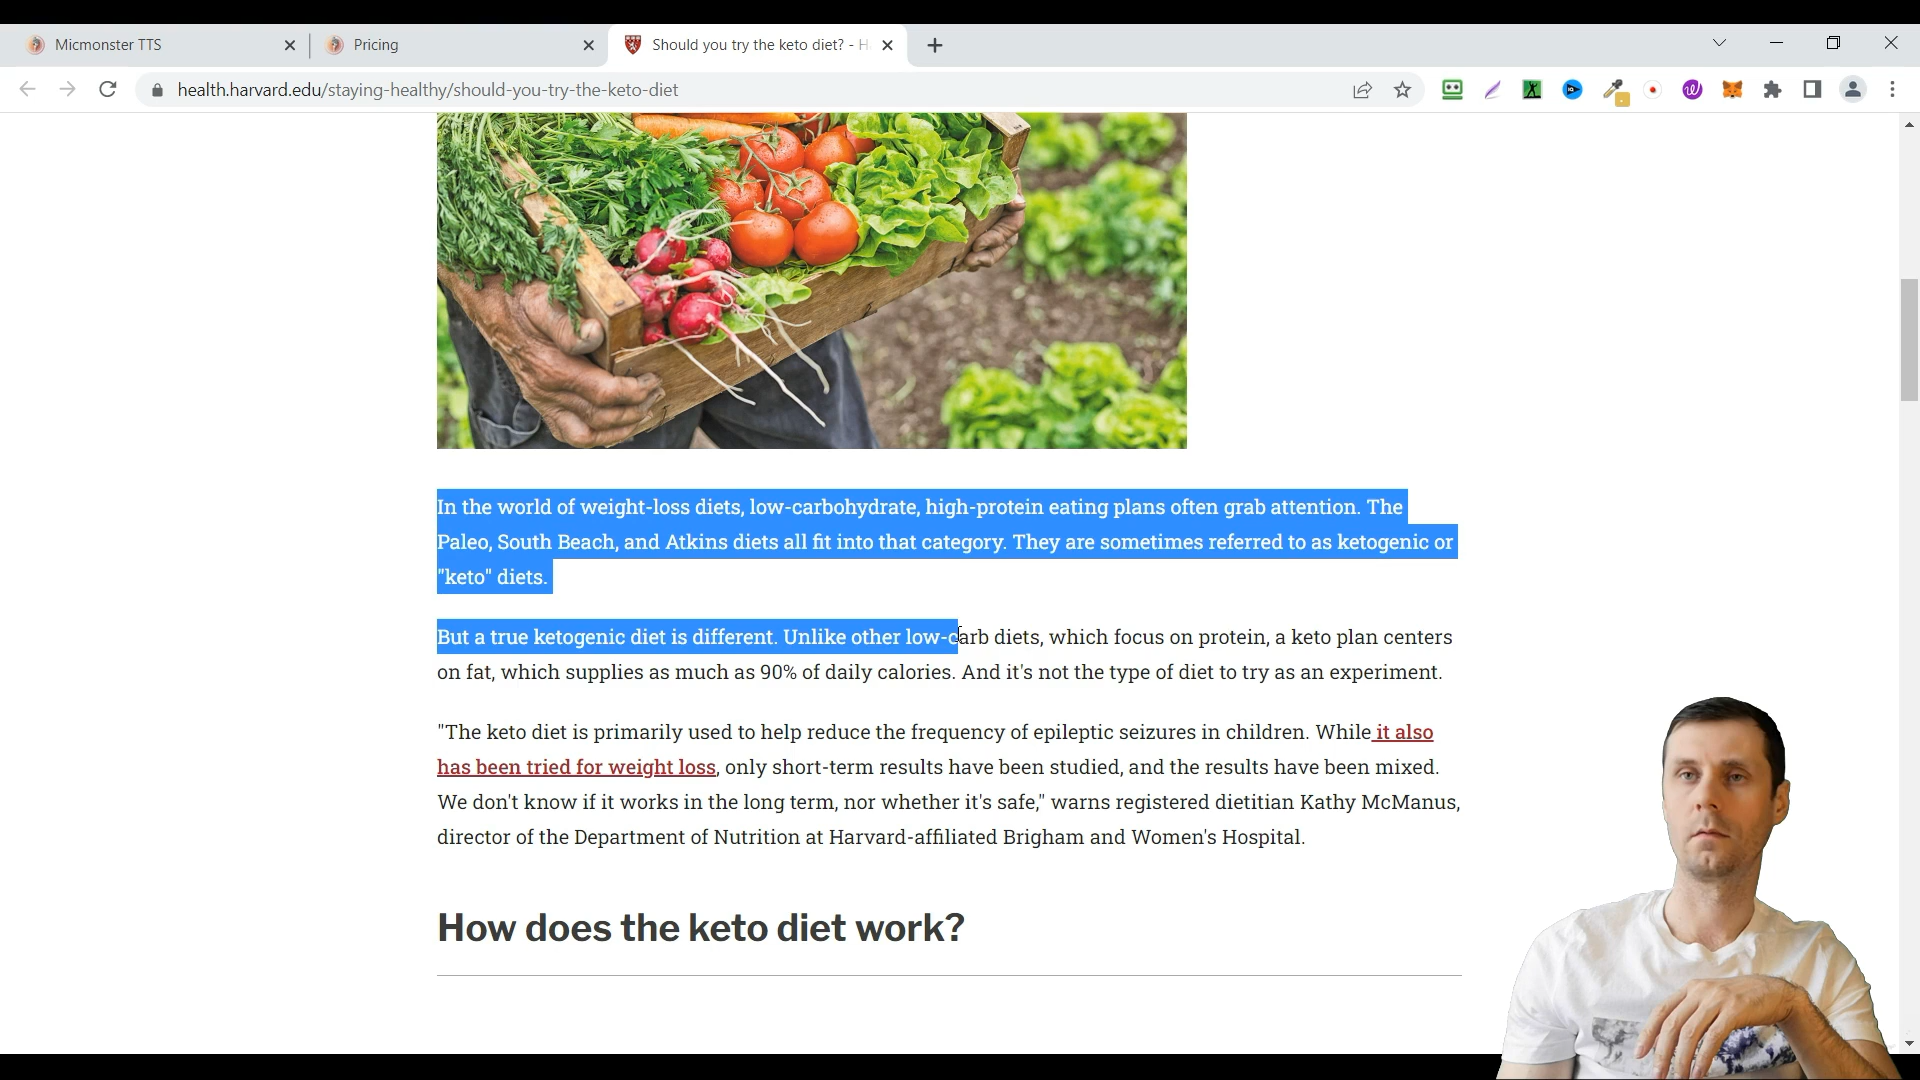 Micmonster TTS
Pricing
Should you try the keto diet? - H
health.harvard.edu/staying-healthy/should-you-try-the-keto-diet
In the world of weight-loss diets, low-carbohydrate, high-protein eating plans often grab attention. The
Paleo, South Beach, and Atkins diets all fit into that category. They are sometimes referred to as ketogenic or
"keto" diets.
But a true ketogenic diet is different. Unlike other low-carb diets, which focus on protein, a keto plan centers
on fat, which supplies as much as 90% of daily calories. And it's not the type of diet to try as an experiment.
"The keto diet is primarily used to help reduce the frequency of epileptic seizures in children. While it also
has been tried for weight loss, only short-term results have been studied, and the results have been mixed.
We don't know if it works in the long term, nor whether it's safe," warns registered dietitian Kathy McManus,
director of the Department of Nutrition at Harvard-affiliated Brigham and Women's Hospital.
How does the keto diet work?